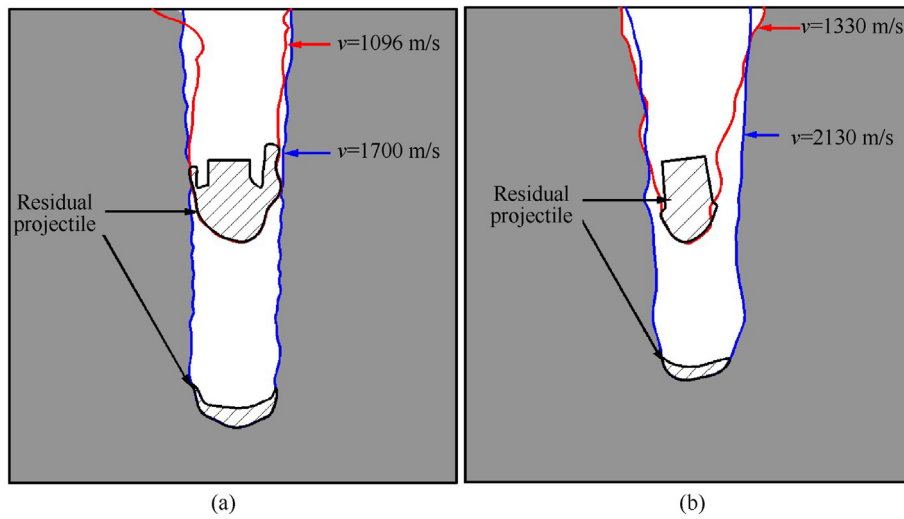 v=1096 m/s
v=1700 m/s
Residual
projectile
(a)
v=1330 m/s
v=2130 m/s
Residual
projectile
(b)